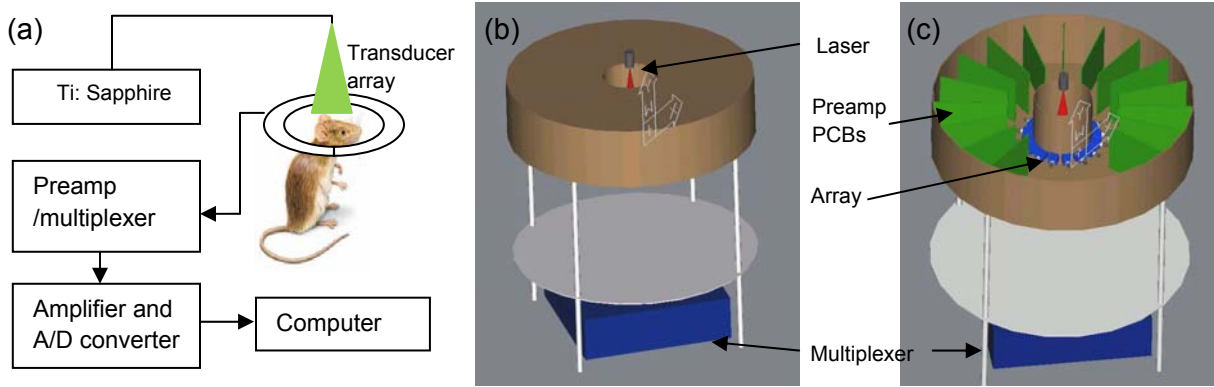 (a)
Ti: Sapphire
Transducer
array
Preamp
/multiplexer
Amplifier and
A/D converter
Computer
(b)
Laser
Preamp
PCBs
Array
Multiplexer
(c)